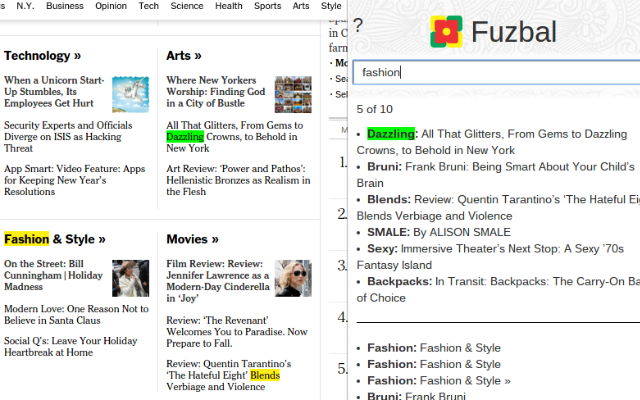 N.Y. Business Opinion Tech Science Health Sports Arts Style
Technology »
When a Unicorn Start-
Up Stumbles, Its
Employees Get Hurt
Security Experts and Officials
Diverge on ISIS as Hacking
Threat
App Smart: Video Feature: Apps
for Keeping New Year's
Resolutions
Arts »
Where New Yorkers
Worship: Finding God
in a City of Bustle
All That Glitters, From Gems to
Dazzling Crowns, to Behold in
New York
Art Review: 'Power and Pathos':
Hellenistic Bronzes as Realism in
the Flesh
Fashion & Style »
On the Street: Bill
Cunningham | Holiday
Madness
Modern Love: One Reason Not to
Believe in Santa Claus
Social Q's: Leave Your Holiday
Heartbreak at Home
Movies »
Film Review: Review:
Jennifer Lawrence as a
Modern-Day Cinderella
in 'Joy'
Review: 'The Revenant'
Welcomes You to Paradise. Now
Prepare to Fall.
Review: Quentin Tarantino's
'The Hateful Eight' Blends
Verbiage and Violence
in C
farm
· Mo
· Sea
· Sel
M
1.
2.
3.
4.
5.
?
Fuzbal
fashion
5 of 10
• Dazzling: All That Glitters, From Gems to Dazzling
Crowns, to Behold in New York
• Bruni: Frank Bruni: Being Smart About Your Child's
Brain
• Blends: Review: Quentin Tarantino's 'The Hateful Eig
Blends Verbiage and Violence
• SMALE: By ALISON SMALE
• Sexy: Immersive Theater's Next Stop: A Sexy '70s
Fantasy Island
• Backpacks: In Transit: Backpacks: The Carry-On Ba
of Choice
• Fashion: Fashion & Style
• Fashion: Fashion & Style
• Fashion: Fashion & Style »
• Bruni: Frank Bruni